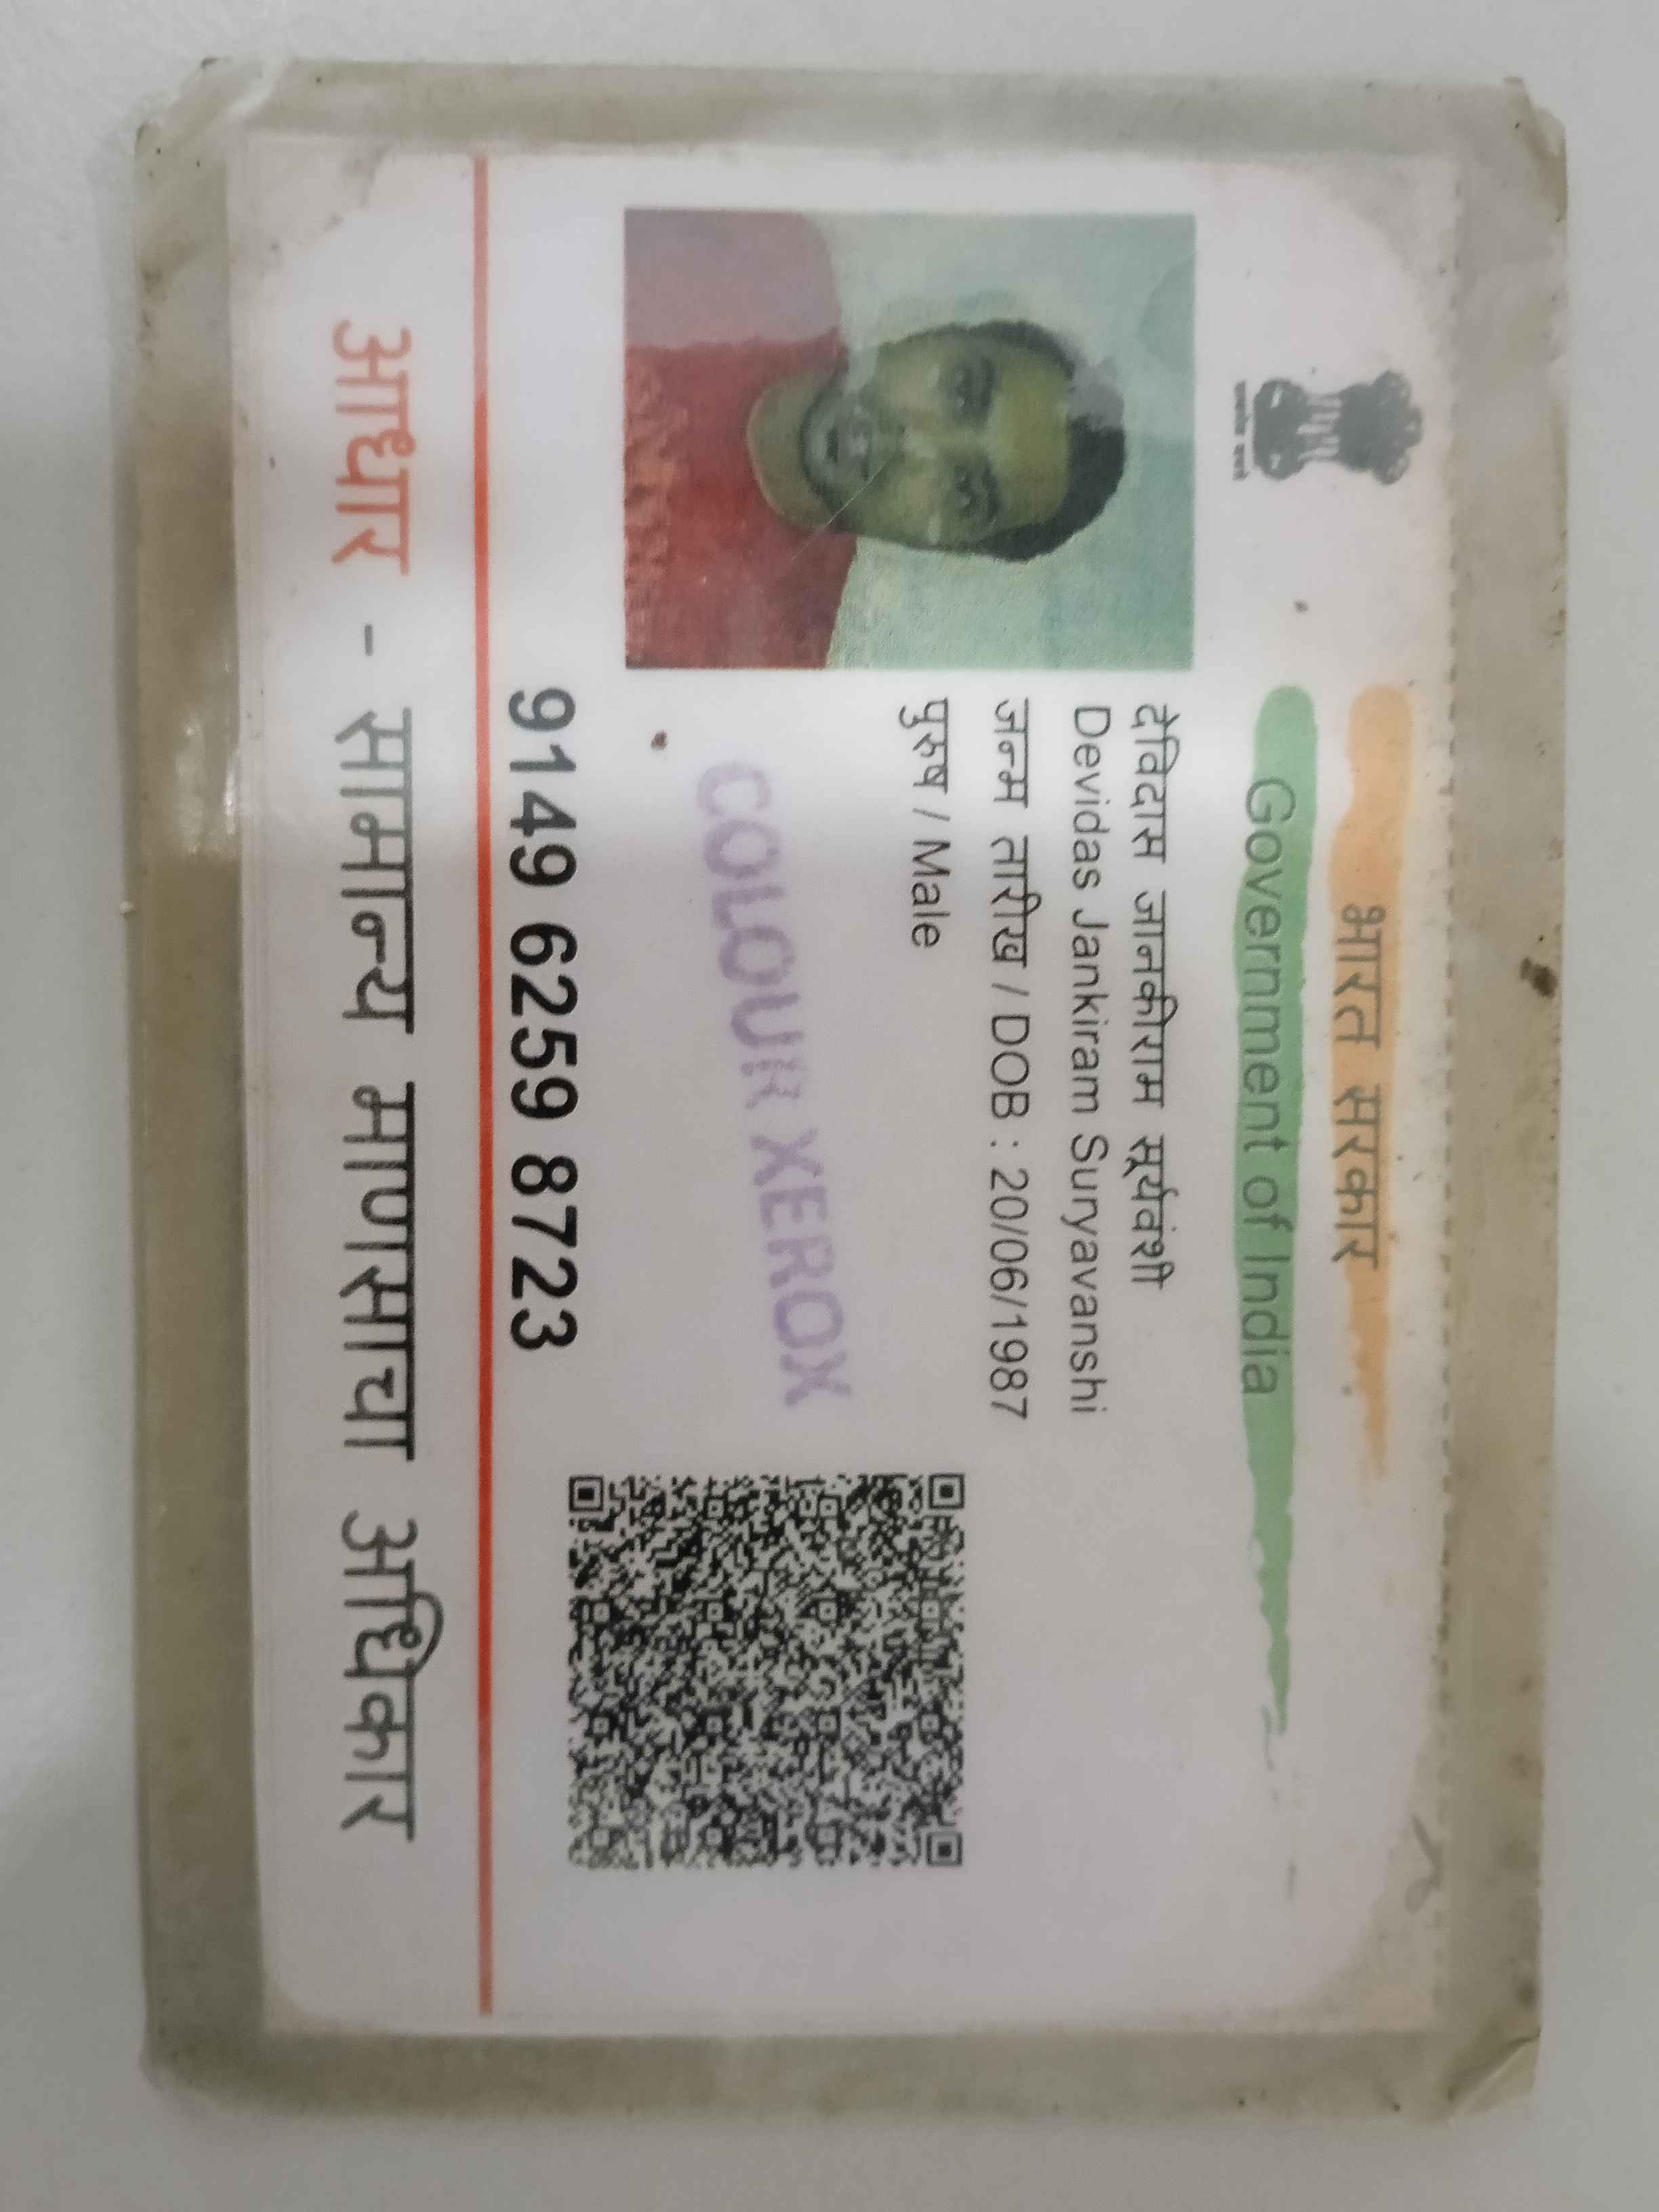 भारत सरकार
Government of India
देविदास जानकीराम सूर्यवंशी
Devidas Jankiram Suryavanshi
जन्म तारीख / DOB : 20/06/1987
पुरुष / Male
COLOUR XEROX
9149 6259 8723
आधार - सामान्य माणसाचा अधिकार